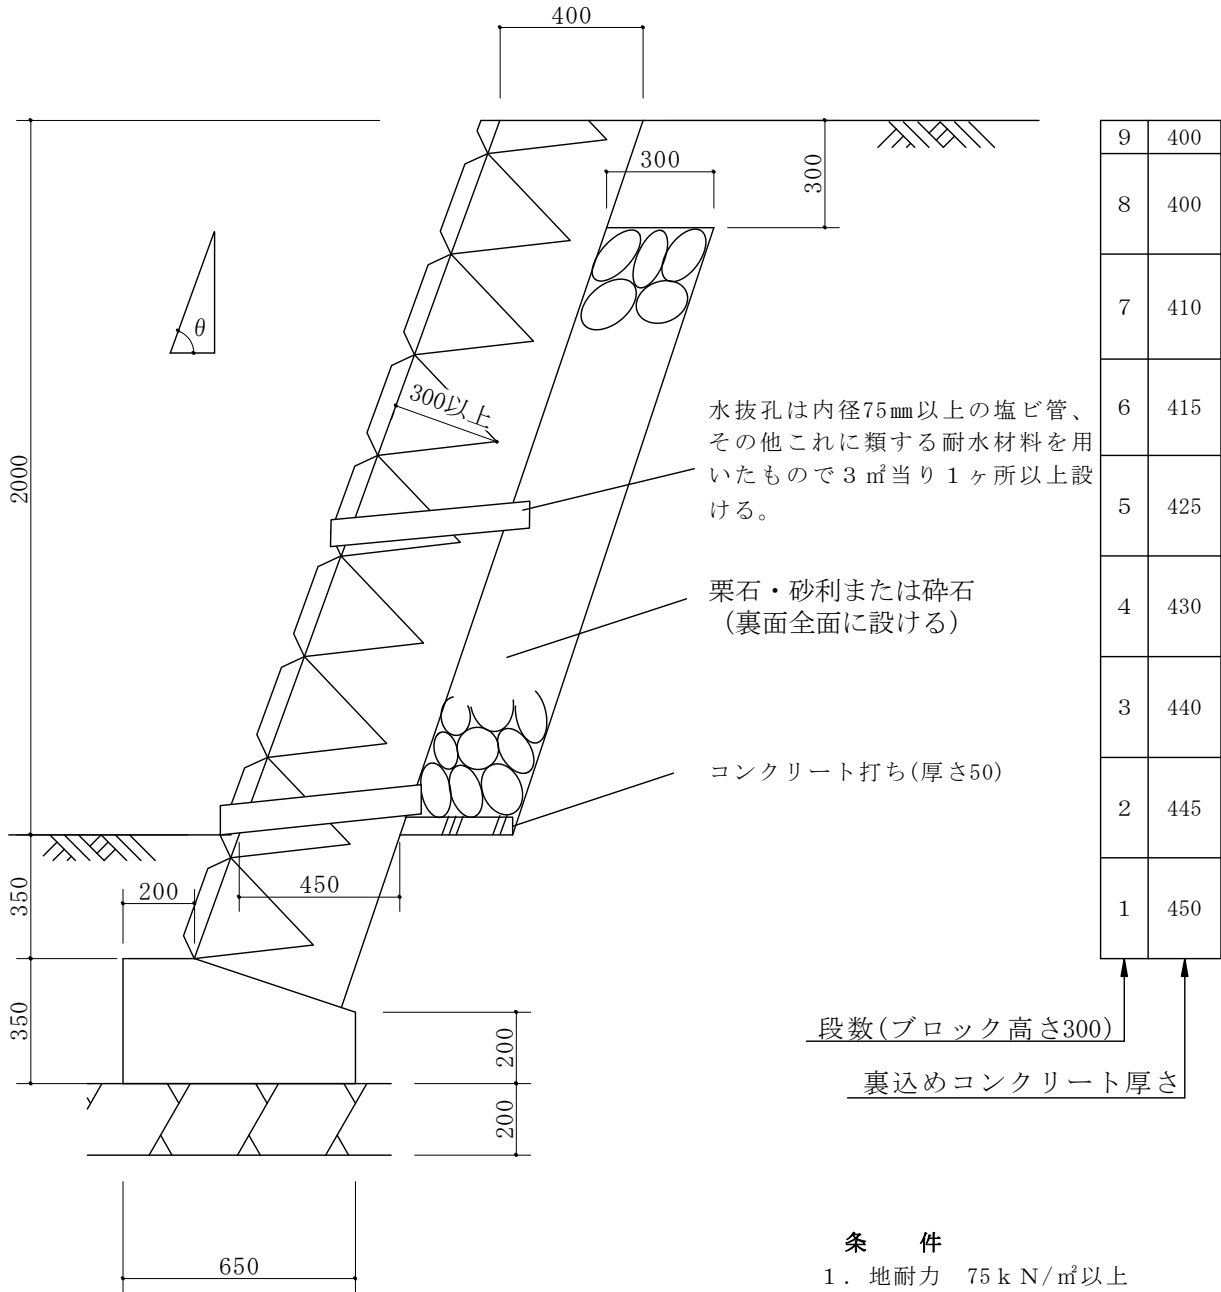 400
300
300
2000
θ
300以上
水抜孔は内径75㎜以上の塩ビ管、
その他これに類する耐水材料を用
いたもので３㎡当り１ヶ所以上設
ける。
栗石・砂利または砕石
（裏面全面に設ける）
コンクリート打ち(厚さ50)
450
200
350
350
200
200
650
9 400
8 400
7 410
6 415
5 425
4 430
3 440
2 445
1 450
段数(ブロック高さ300)
裏込めコンクリート厚さ
条　件
１．地耐力　75ｋＮ/㎡以上